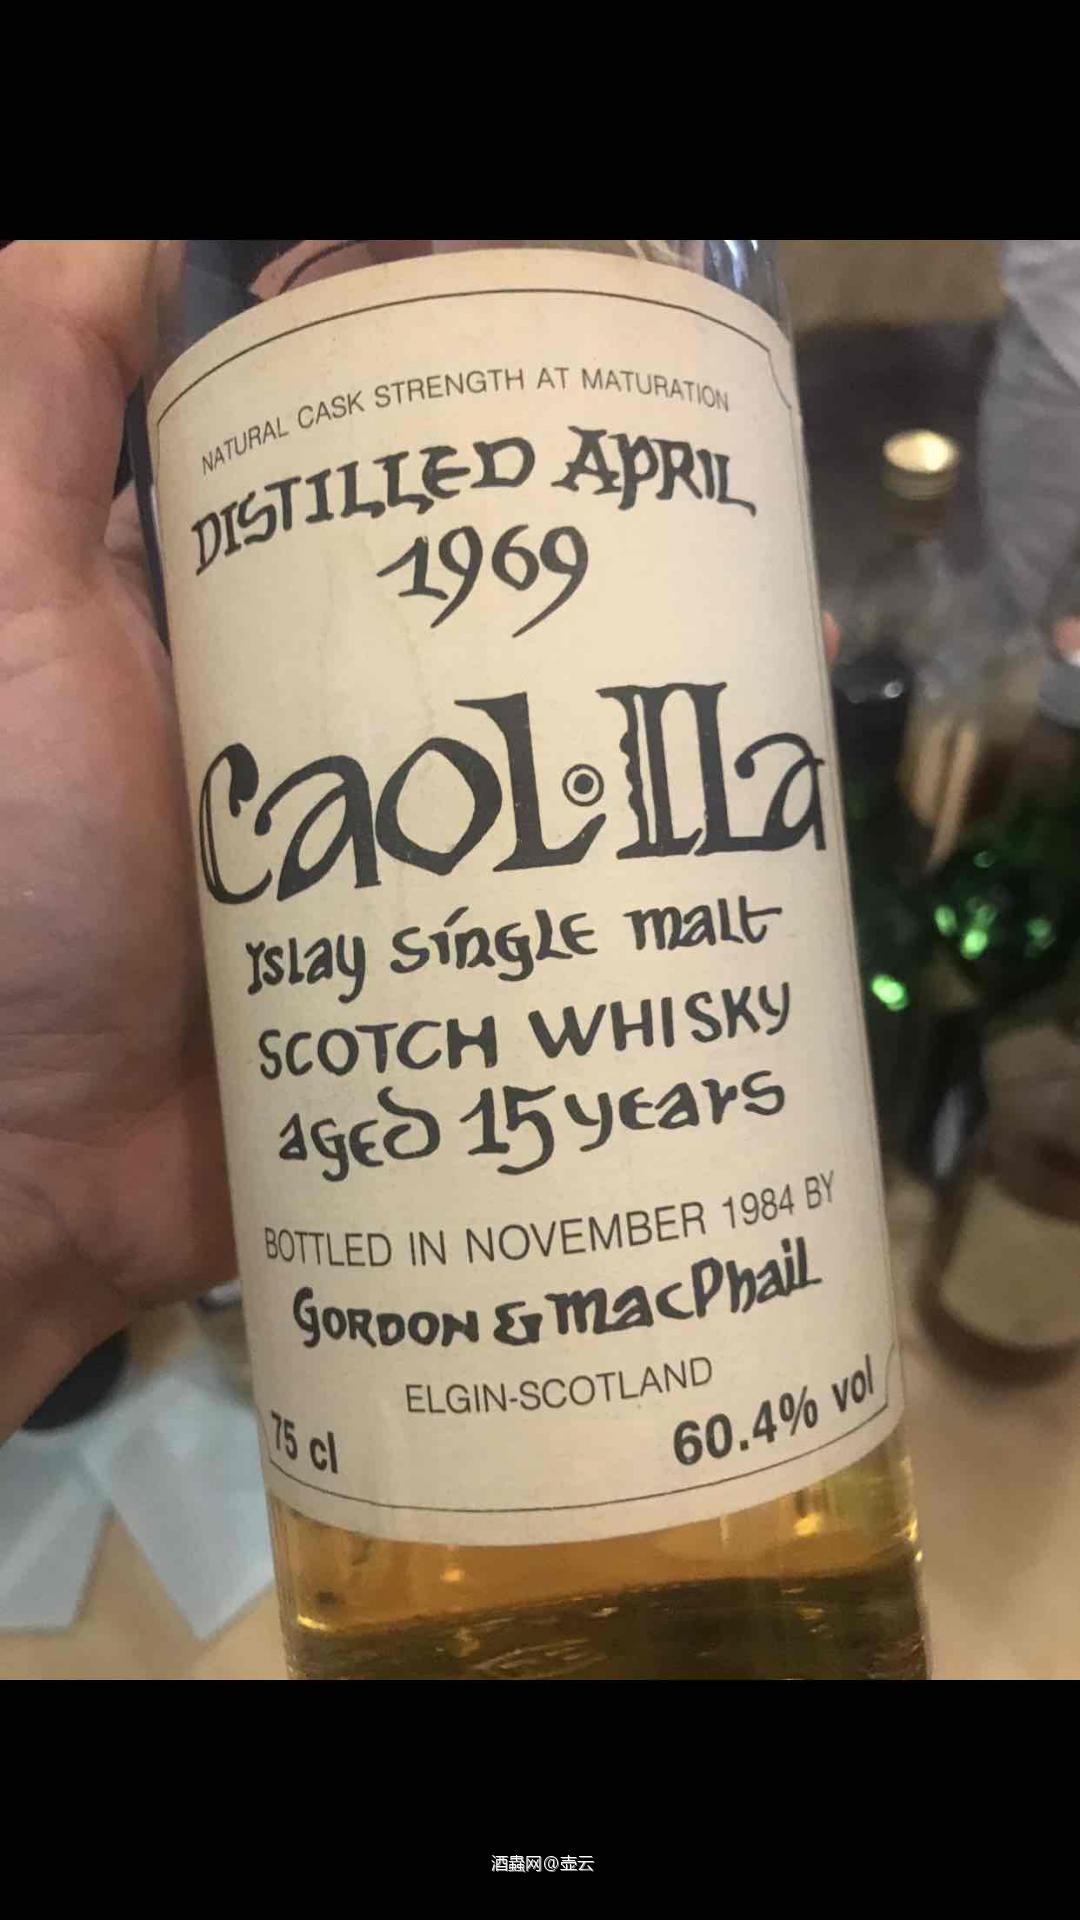 NATURAL CASK STRENGTH AT MATURATION
DISTILLED APRIL
1969
CAOL·ILa
Islay single malt
SCOTCH WHISKY
aged 15 years
BOTTLED IN NOVEMBER 1984 BY
GORDON & MacPhail
ELGIN-SCOTLAND
75 cl 60.4% vol
酒蟲网@壶云